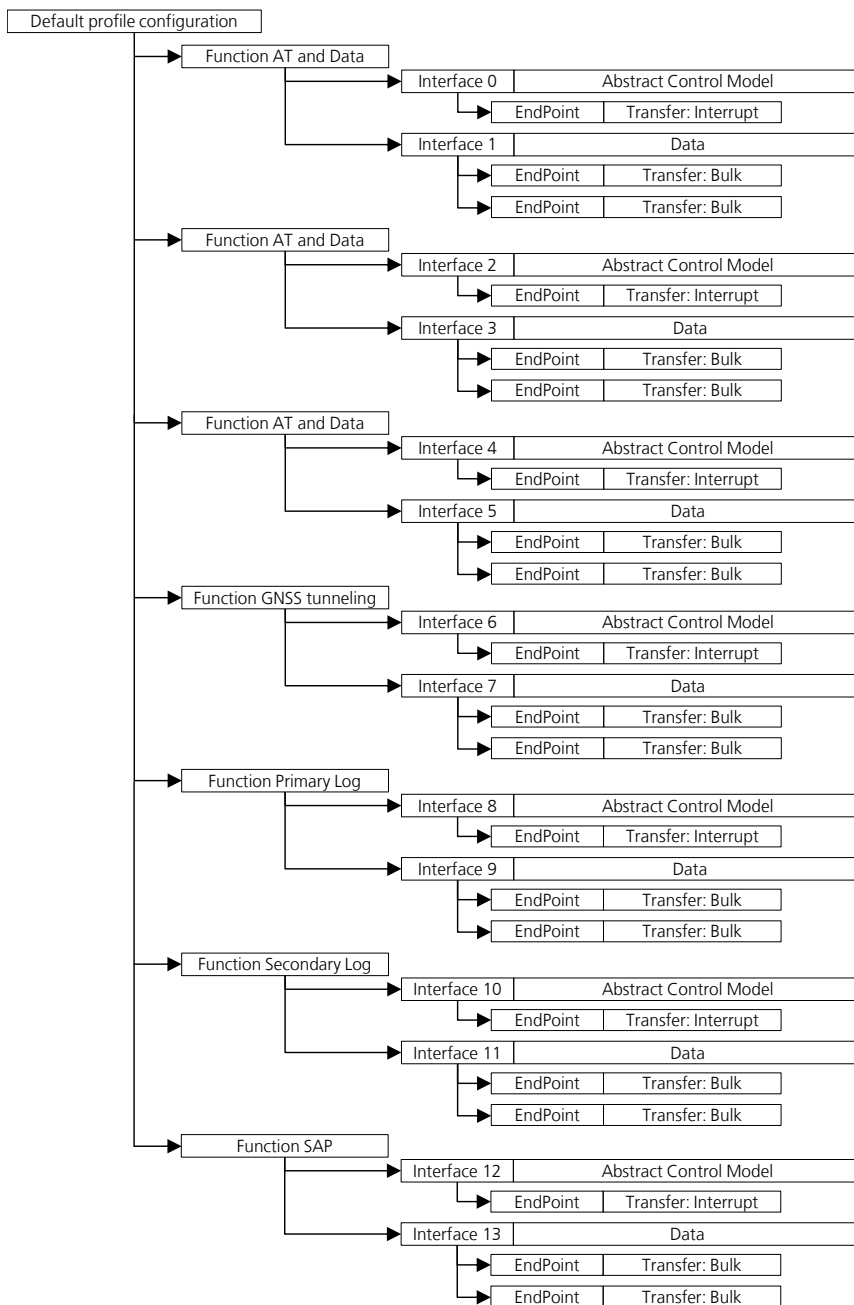 Default profile configuration
Function AT and Data
Interface 0 Abstract Control Model
EndPoint Transfer: Interrupt
Interface 1 Data
EndPoint Transfer: Bulk
EndPoint Transfer: Bulk
Function AT and Data
Interface 2 Abstract Control Model
EndPoint Transfer: Interrupt
Interface 3 Data
EndPoint Transfer: Bulk
EndPoint Transfer: Bulk
Function AT and Data
Interface 4 Abstract Control Model
EndPoint Transfer: Interrupt
Interface 5 Data
EndPoint Transfer: Bulk
EndPoint Transfer: Bulk
Function GNSS tunneling
Interface 6 Abstract Control Model
EndPoint Transfer: Interrupt
Interface 7 Data
EndPoint Transfer: Bulk
EndPoint Transfer: Bulk
Function Primary Log
Interface 8 Abstract Control Model
EndPoint Transfer: Interrupt
Interface 9 Data
EndPoint Transfer: Bulk
EndPoint Transfer: Bulk
Function Secondary Log
Interface 10 Abstract Control Model
EndPoint Transfer: Interrupt
Interface 11 Data
EndPoint Transfer: Bulk
EndPoint Transfer: Bulk
Function SAP
Interface 12 Abstract Control Model
EndPoint Transfer: Interrupt
Interface 13 Data
EndPoint Transfer: Bulk
EndPoint Transfer: Bulk